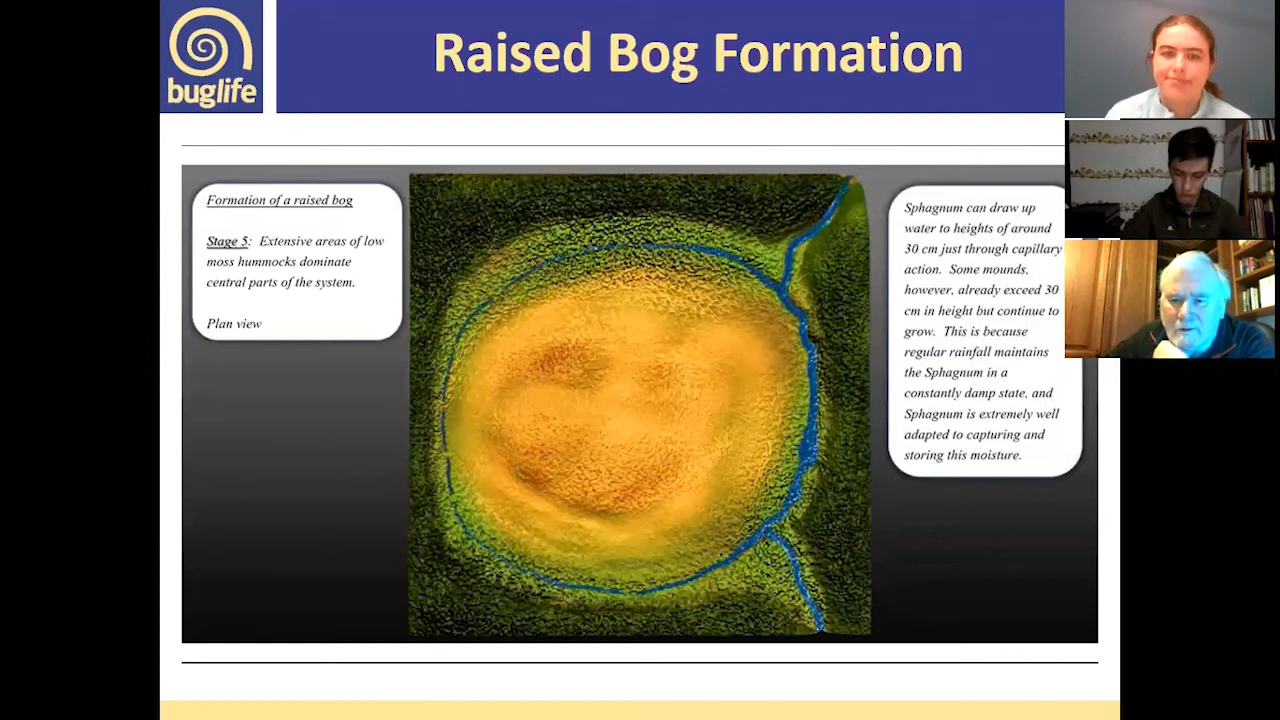 buglife
Raised Bog Formation
Formation of a raised bog
Stage 5: Extensive areas of low
moss hummocks dominate
central parts of the system.
Plan view
Sphagnum can draw up
water to heights of around
30 cm just through capillary
action. Some mounds,
however, already exceed 30
cm in height but continue to
grow. This is because
regular rainfall maintains
the Sphagnum in a
constantly damp state, and
Sphagnum is extremely well
adapted to capturing and
storing this moisture.